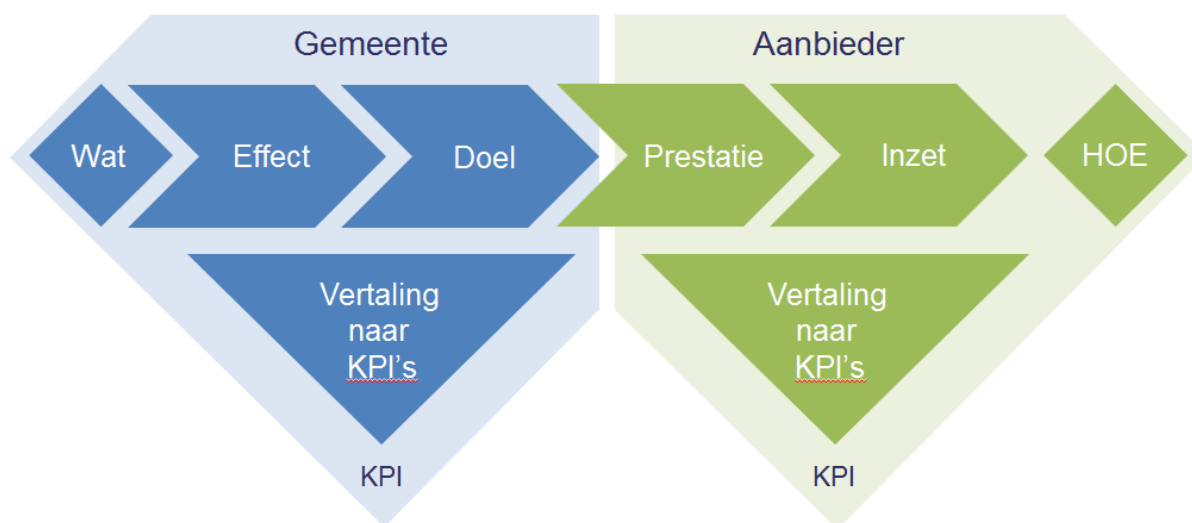 Gemeente
Aanbieder
Wat
Effect
Doel
Prestatie
Inzet
HOE
Vertaling
naar
KPI's
Vertaling
naar
KPI's
KPI
KPI